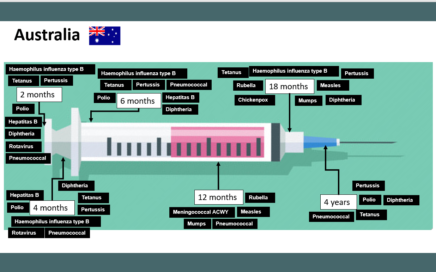 Australia
Haemophilus influenza type B
Tetanus Pertussis
2 months
Polio
Hepatitas B
Diphtheria
Rotavirus
Pneumococcal
Haemophilus influenza type B
Tetanus Pertussis Pneumococcal
Polio 6 months Hepatitas B
Diphtheria
Tetanus Haemophilus influenza type B Pertussis
Rubella 18 months Measles
Chickenpox Mumps Diphtheria
Diphtheria
Hepatitas B Tetanus
Polio 4 months Pertussis
Haemophilus influenza type B
Rotavirus Pneumococcal
12 months Rubella
Meningococcal ACWY Measles
Mumps Pneumococcal
Pertussis
4 years Polio Diphtheria
Pneumococcal Tetanus